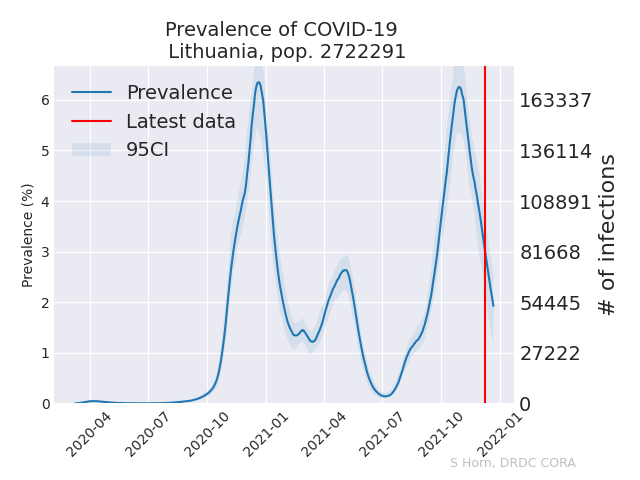 Prevalence of COVID-19
Lithuania, pop. 2722291
Prevalence
Latest data
95CI
Prevalence (%)
6
5
4
3
2
1
0
163337
136114
108891
81668
54445
27222
0
# of infections
2020-04
2020-07
2020-10
2021-01
2021-04
2021-07
2021-10
2022-01
S Horn, DRDC CORA